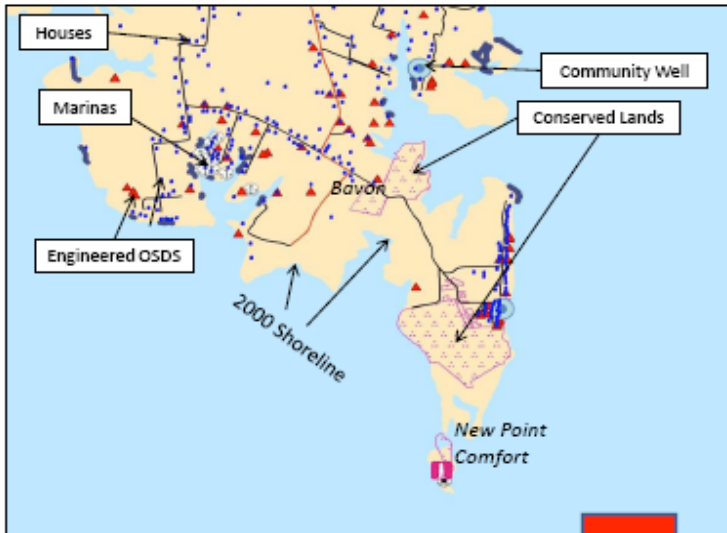 Houses
Community Well
Marinas
Conserved Lands
Bavon
Engineered OSDS
2000 Shoreline
New Point
Comfort